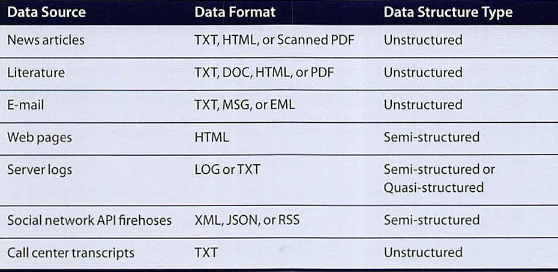 Data Source Data Format Data Structure Type
News articles TXT, HTML, or Scanned PDF Unstructured
Literature TXT, DOC, HTML, or PDF Unstructured
E-mail TXT, MSG, or EML Unstructured
Web pages HTML Semi-structured
Server logs LOG or TXT Semi-structured or
Quasi-structured
Social network API firehoses XML, JSON, or RSS Semi-structured
Call center transcripts TXT Unstructured